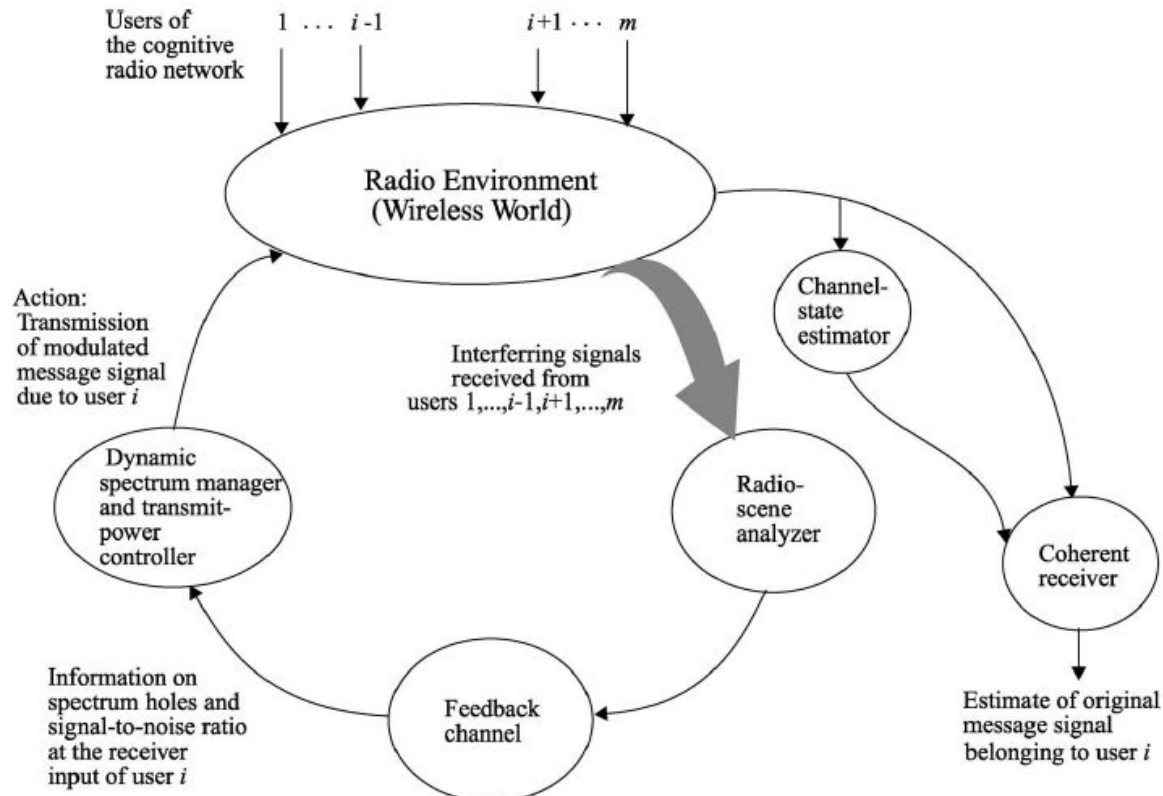 Users of
the cognitive
radio network
1 ... i-1
i+1 ... m
Radio Environment
(Wireless World)
Action:
Transmission
of modulated
message signal
due to user i
Interferring signals
received from
users 1,...,i-1,i+1,...,m
Channel-
state
estimator
Dynamic
spectrum manager
and transmit-
power
controller
Radio-
scene
analyzer
Coherent
receiver
Information on
spectrum holes and
signal-to-noise ratio
at the receiver
input of user i
Feedback
channel
Estimate of original
message signal
belonging to user i